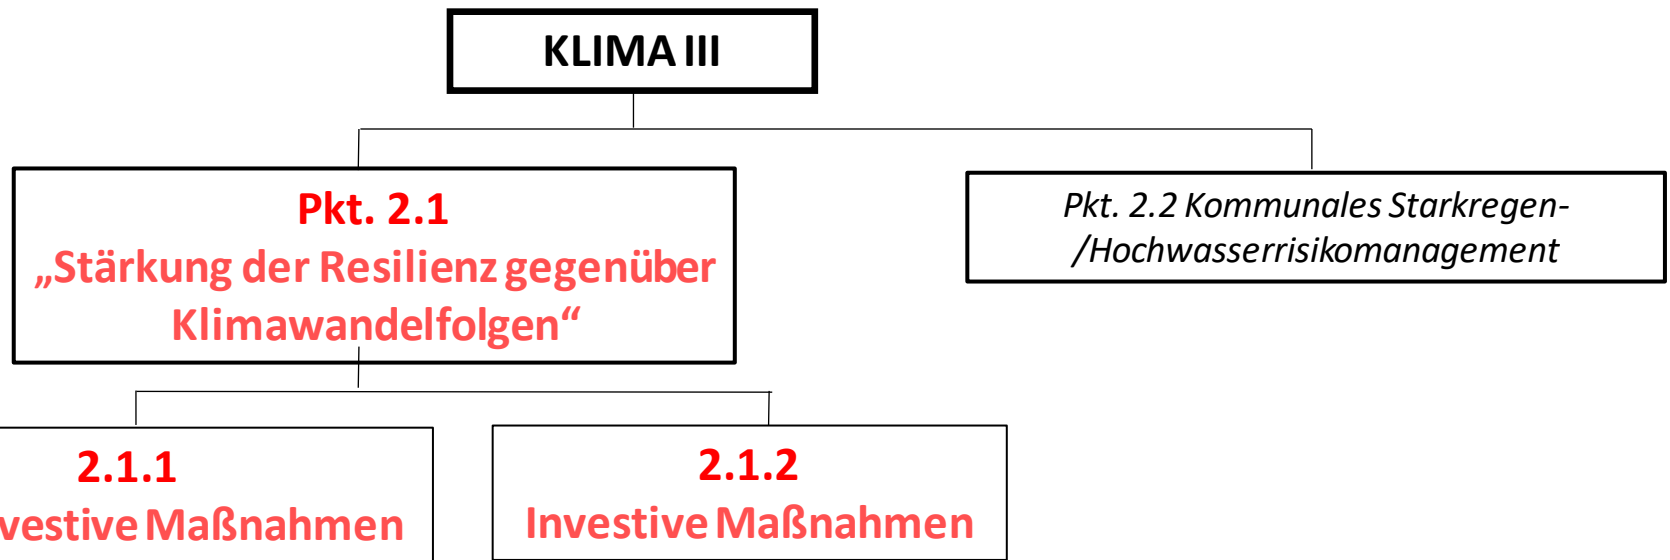 KLIMA III
Pkt. 2.1
„Stärkung der Resilienz gegenüber
Klimawandelfolgen“
Pkt. 2.2 Kommunales Starkregen-
/Hochwasserrisikomanagement
2.1.1
vestive Maßnahmen
2.1.2
Investive Maßnahmen